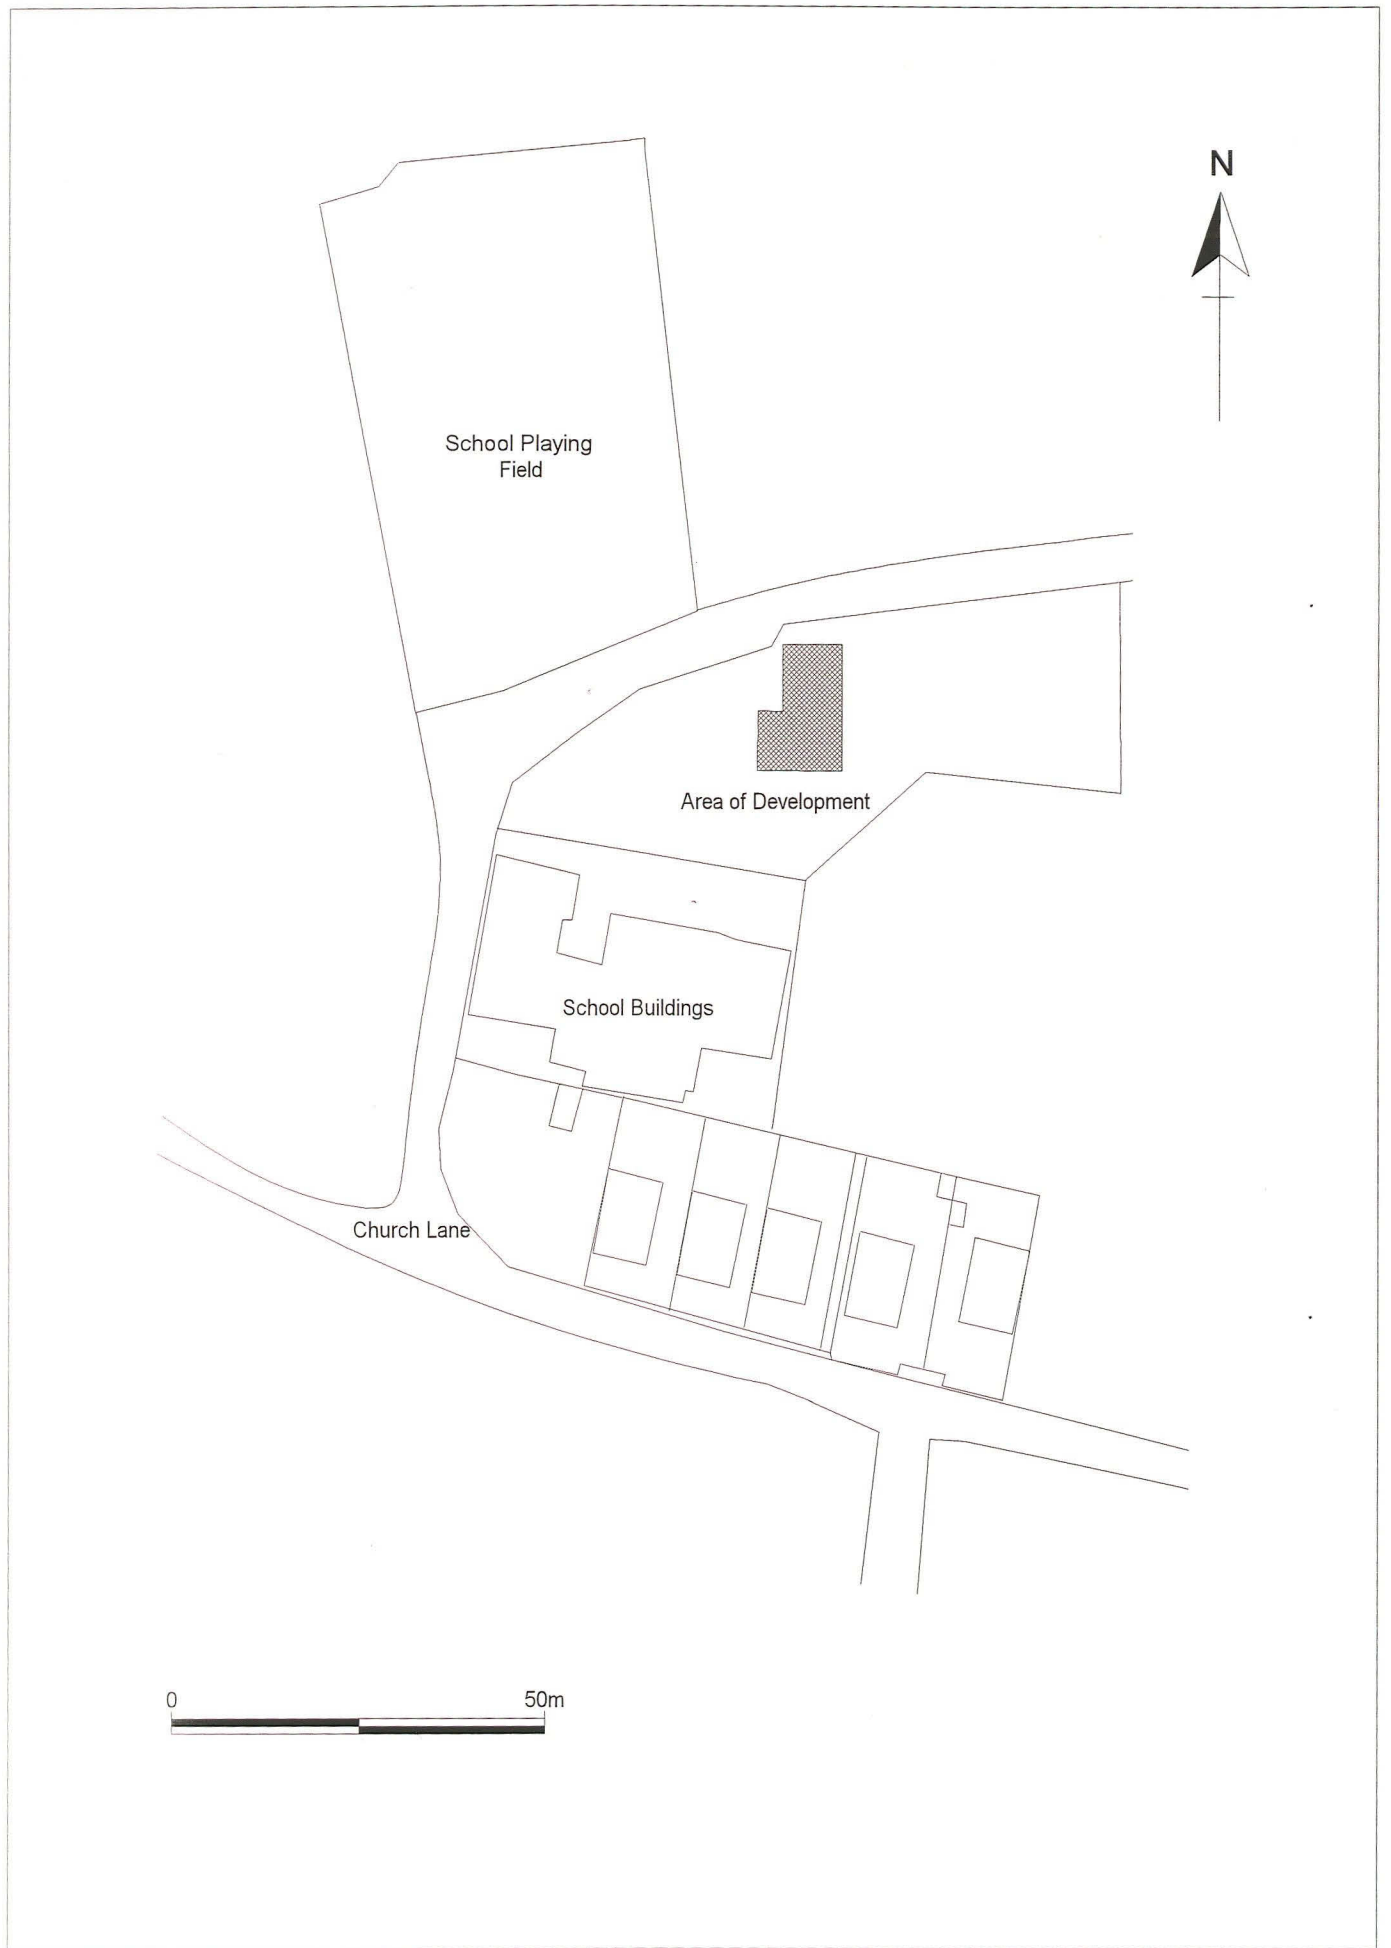 N
School Playing
Field
Area of Development
School Buildings
Church Lane
0 50m